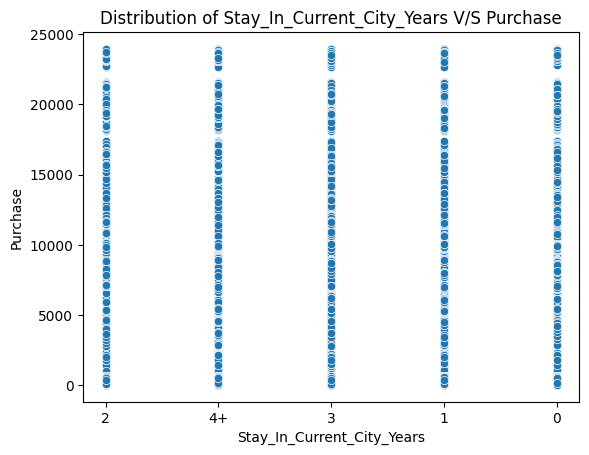 Distribution of Stay_In_Current_City_Years V/S Purchase
25000
20000
15000
10000
5000
0
Purchase
2 4+ 3 1 0
Stay_In_Current_City_Years